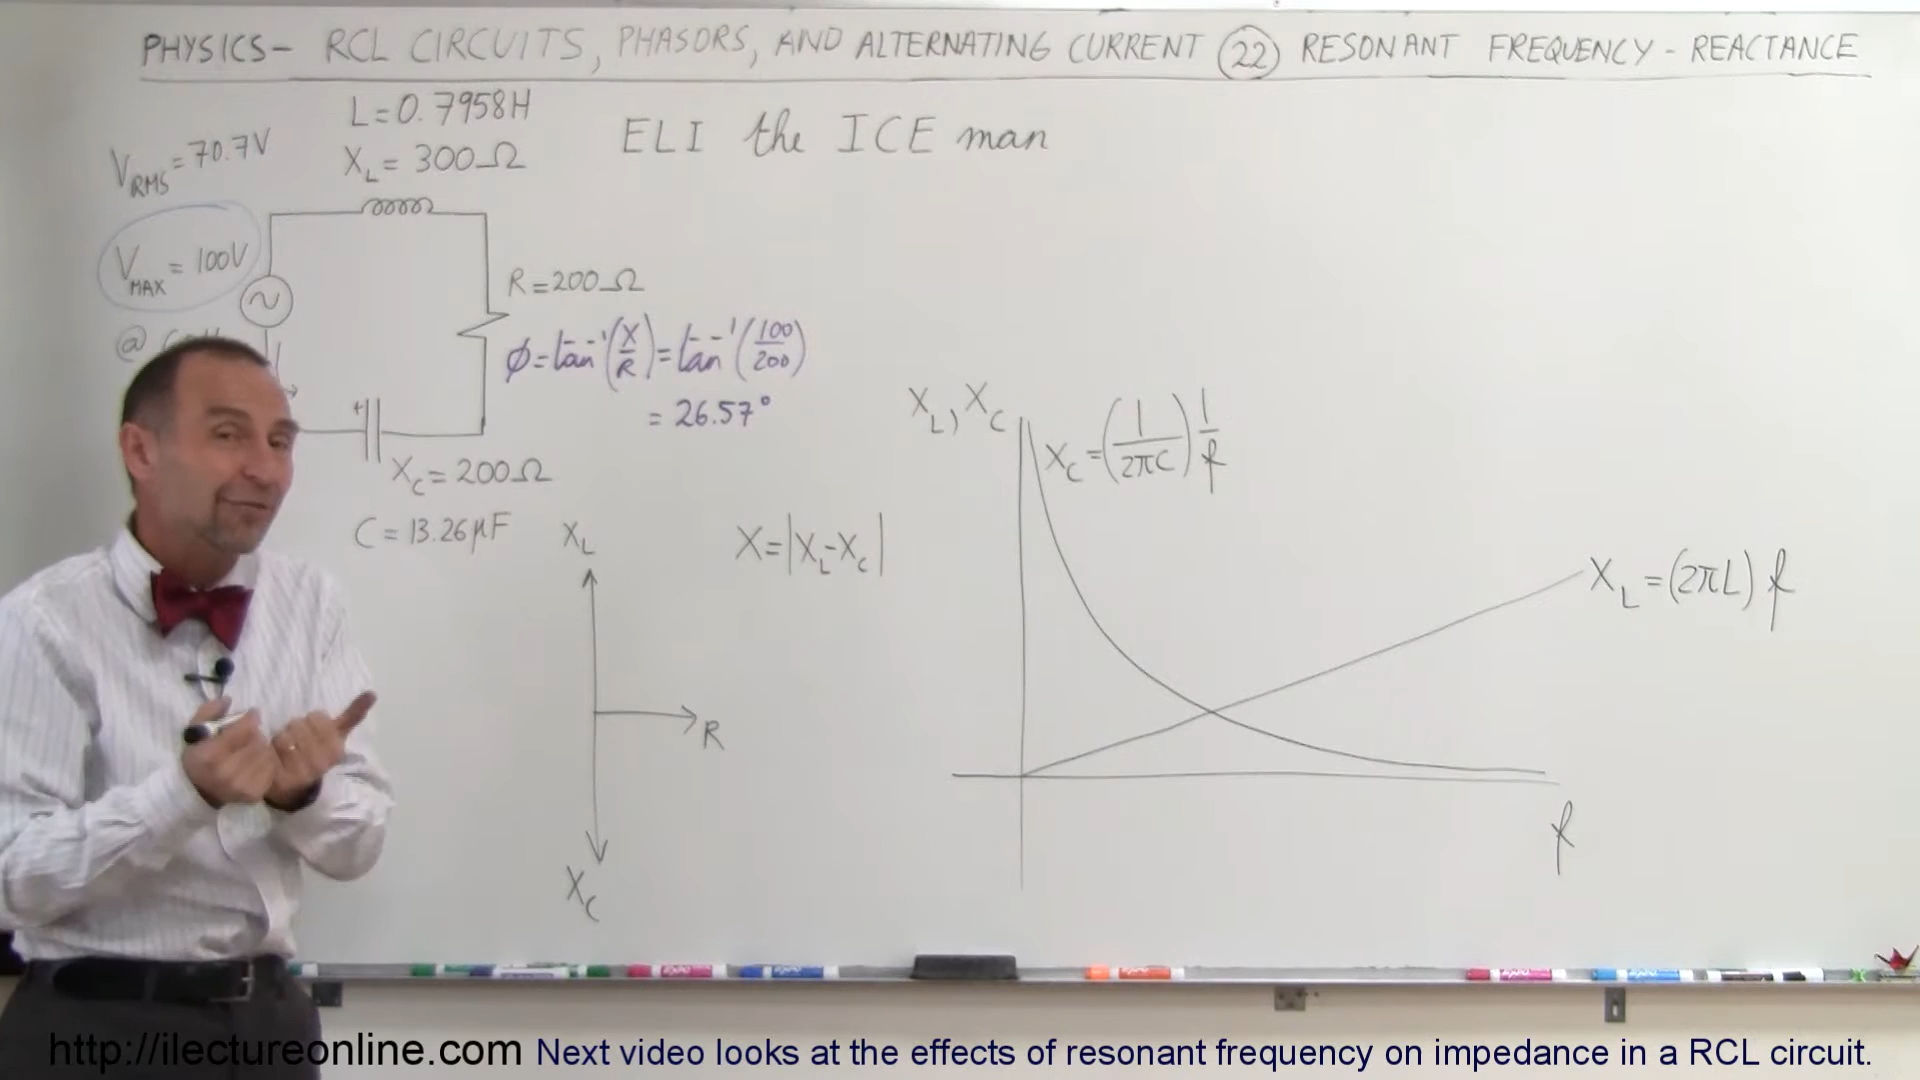 PHYSICS- RCL CIRCUITS, PHASORS, AND ALTERNATING CURRENT 22 RESONANT FREQUENCY - REACTANCE
L=0.7958H
V_RMS = 70.7V
X_L = 300Ω
ELI the ICE man
V_MAX = 100V
R=200Ω
@
φ=tan⁻¹(X/R)=tan⁻¹(100/200)
= 26.57°
+
X_C = 200Ω
C = 13.26μF
X_L
X=|X_L-X_C|
R
X_C
X_L, X_C
X_C=(1/2πC) 1/f
X_L=(2πL) f
f
http://ilectureonline.com Next video looks at the effects of resonant frequency on impedance in a RCL circuit.